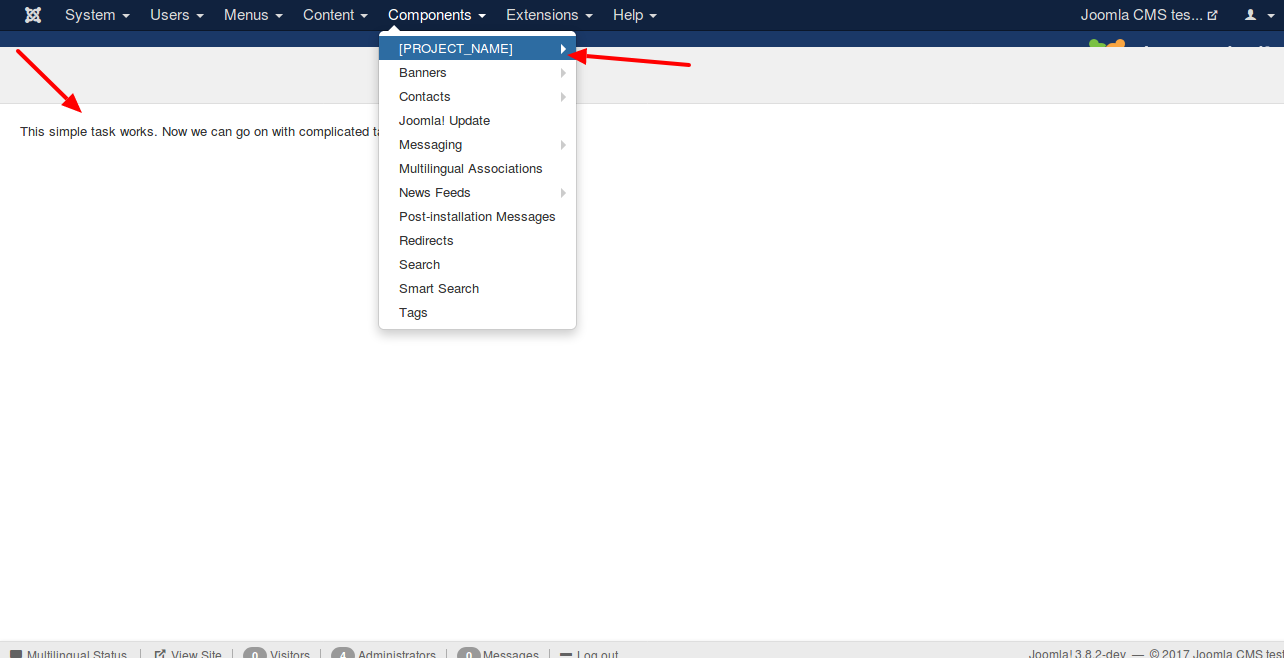 System Users Menus Content Components Extensions Help Joomla CMS tes...
[PROJECT_NAME]
Banners
Contacts
Joomla! Update
This simple task works. Now we can go on with complicated ta
Messaging
Multilingual Associations
News Feeds
Post-installation Messages
Redirects
Search
Smart Search
Tags
Multilingual Status View Site 0 Visitors 4 Administrators 0 Messages Log out Joomla! 3.8.2-dev — © 2017 Joomla CMS test